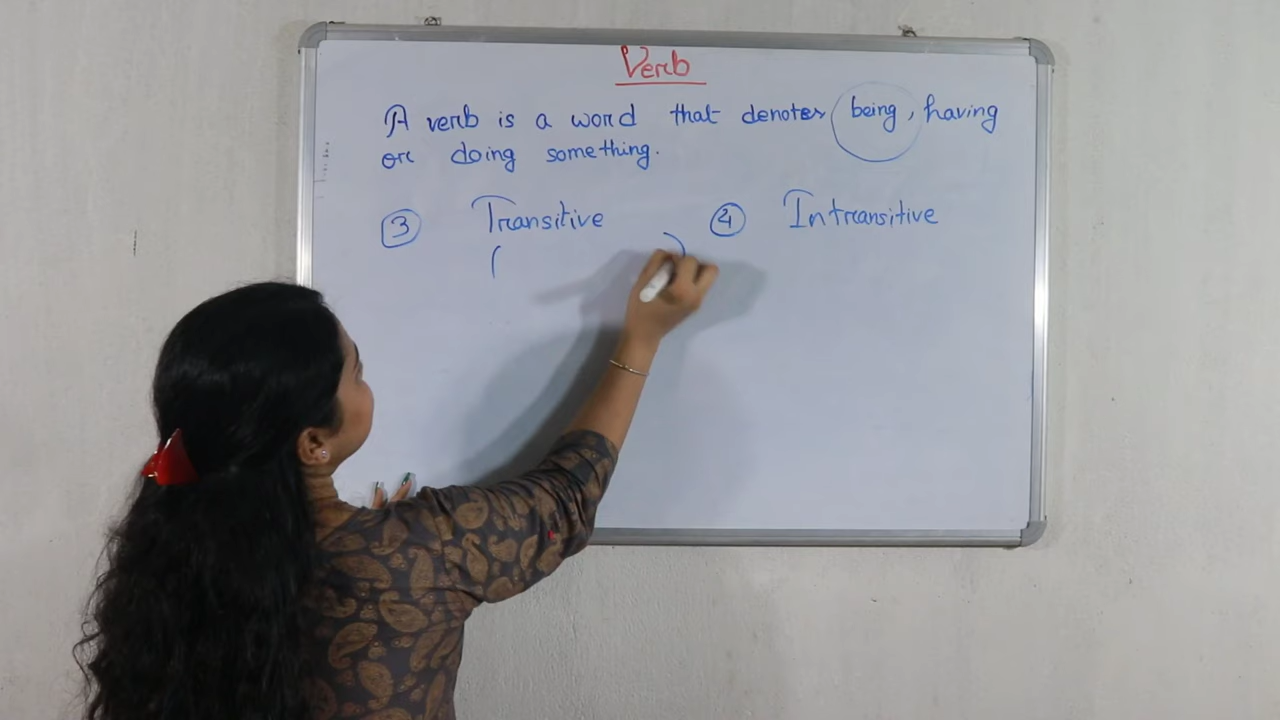 Verb
A verb is a word that denotes being, having
or doing something.
3 Transitive 4 Intransitive
( )